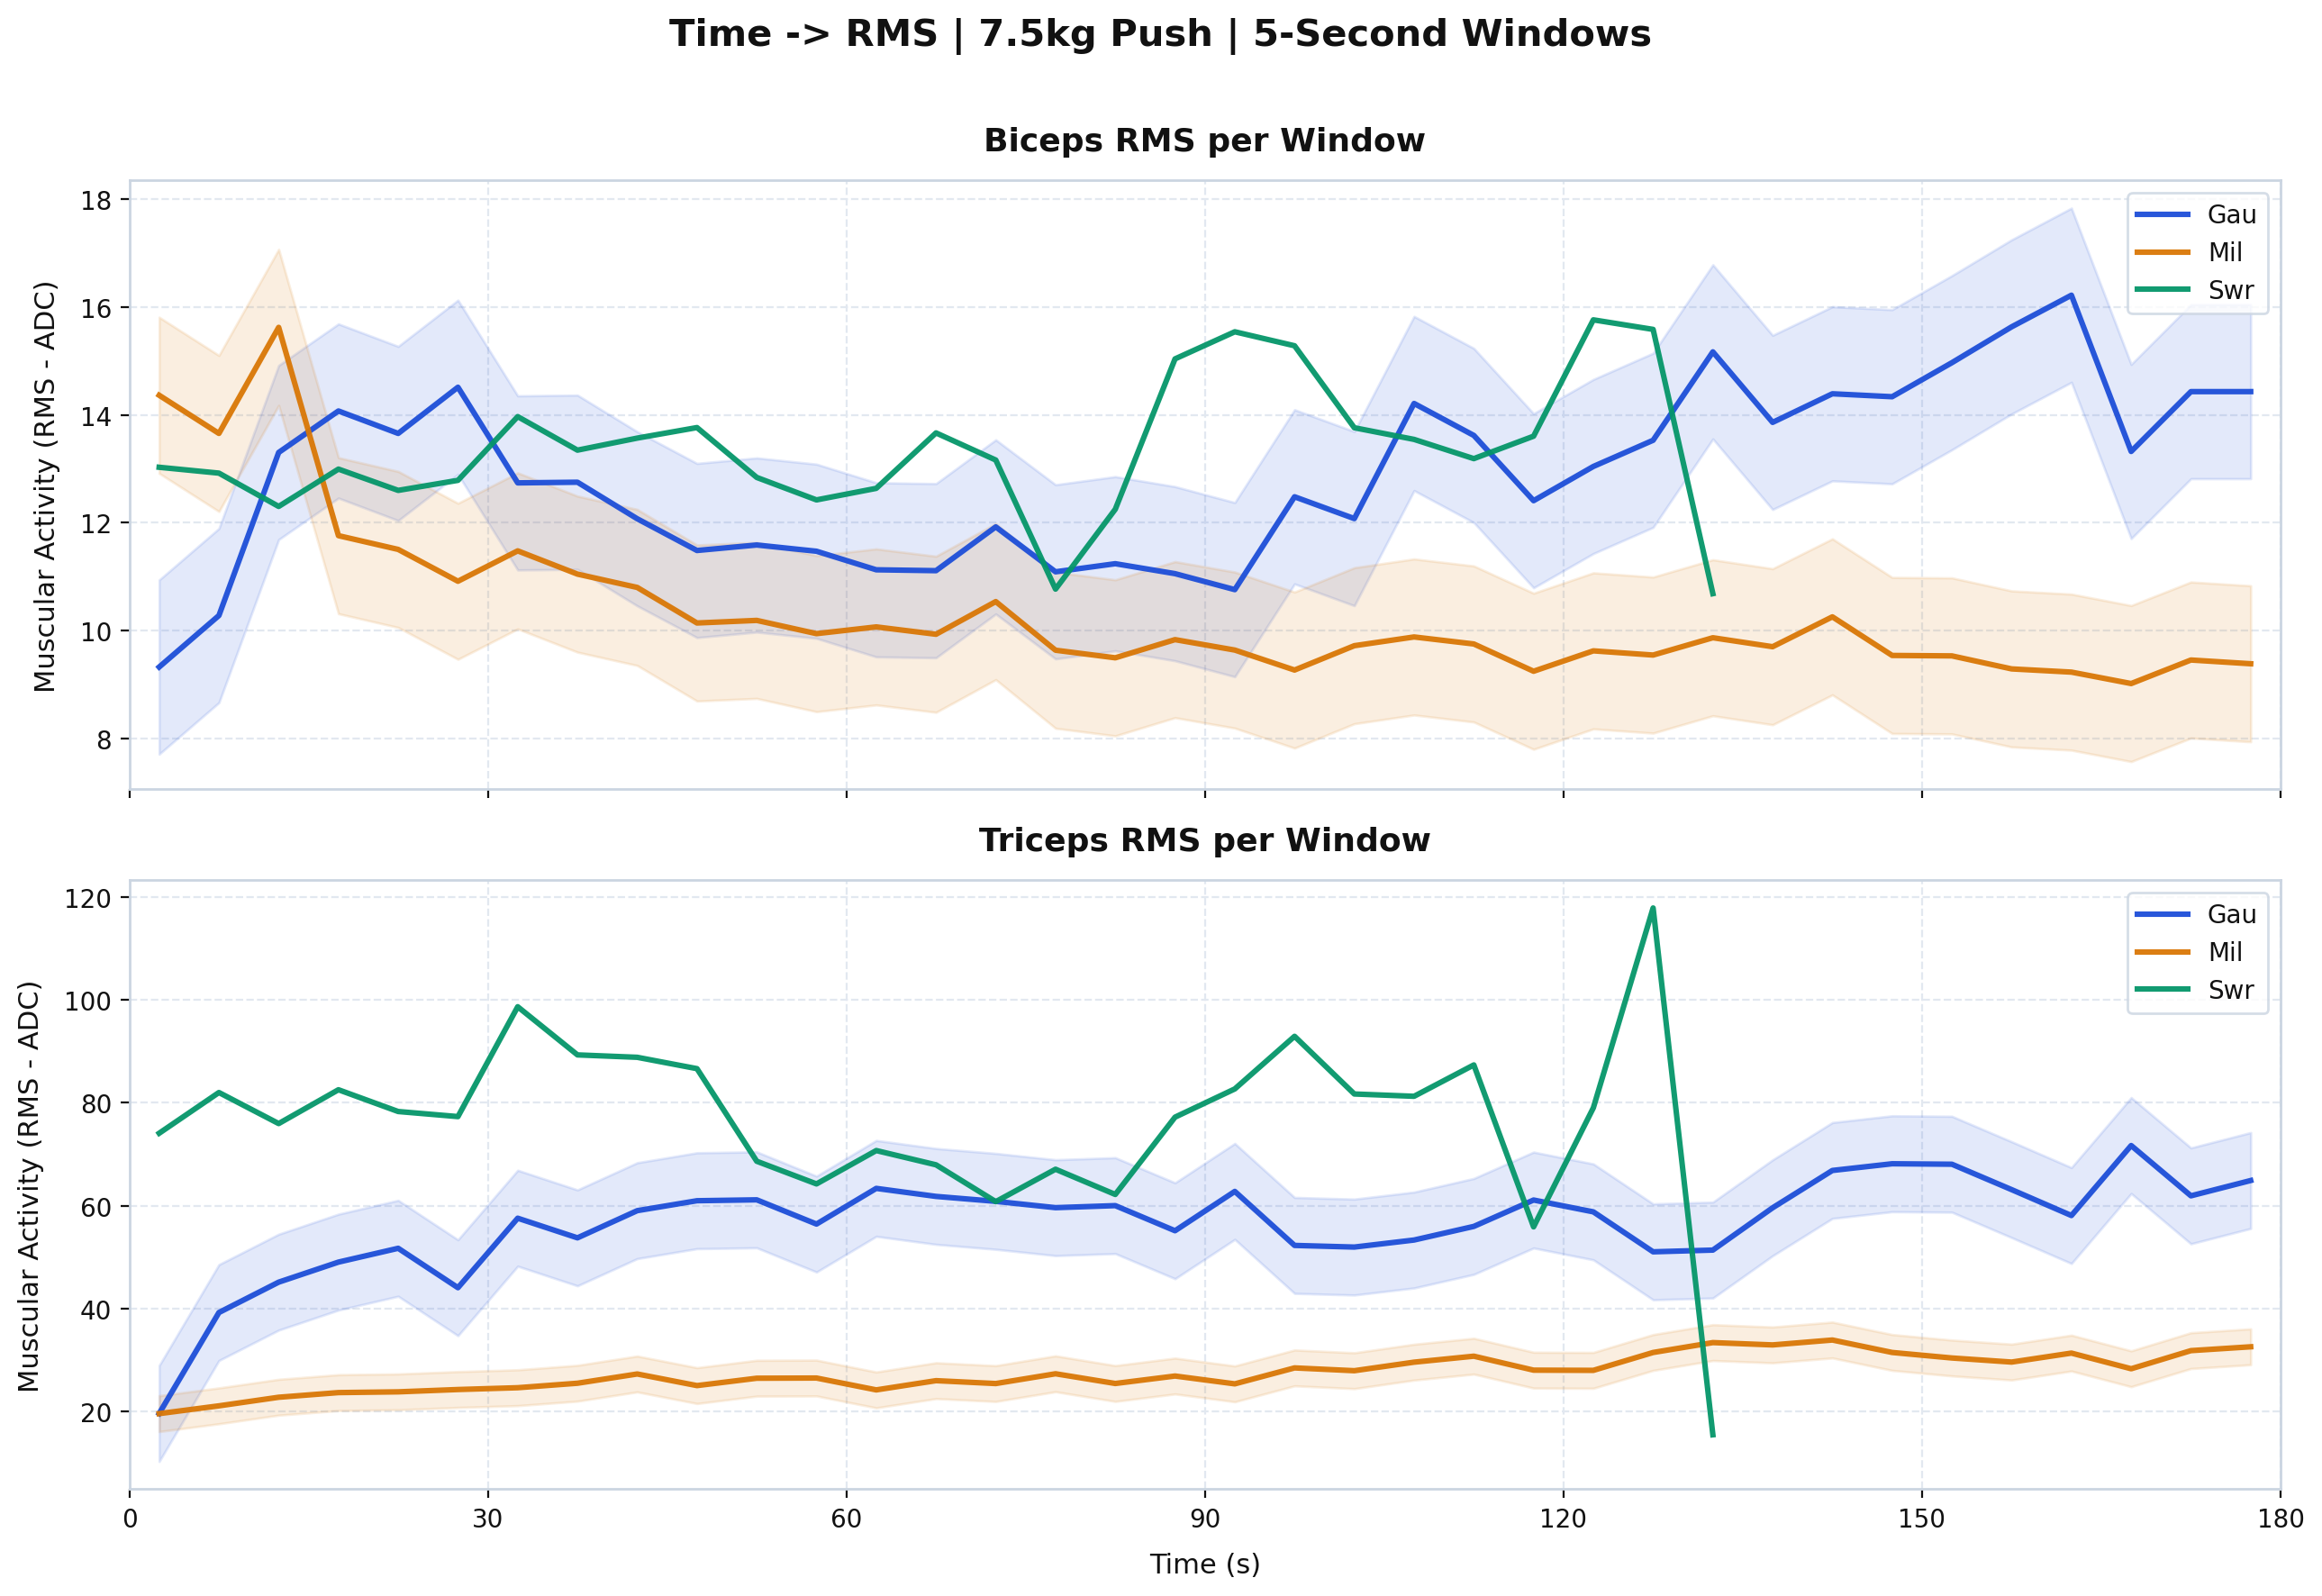 Time -> RMS | 7.5kg Push | 5-Second Windows
Biceps RMS per Window
Muscular Activity (RMS - ADC)
18
16
14
12
10
8
Gau
Mil
Swr
Triceps RMS per Window
Muscular Activity (RMS - ADC)
120
100
80
60
40
20
Gau
Mil
Swr
0 30 60 90 120 150 180
Time (s)